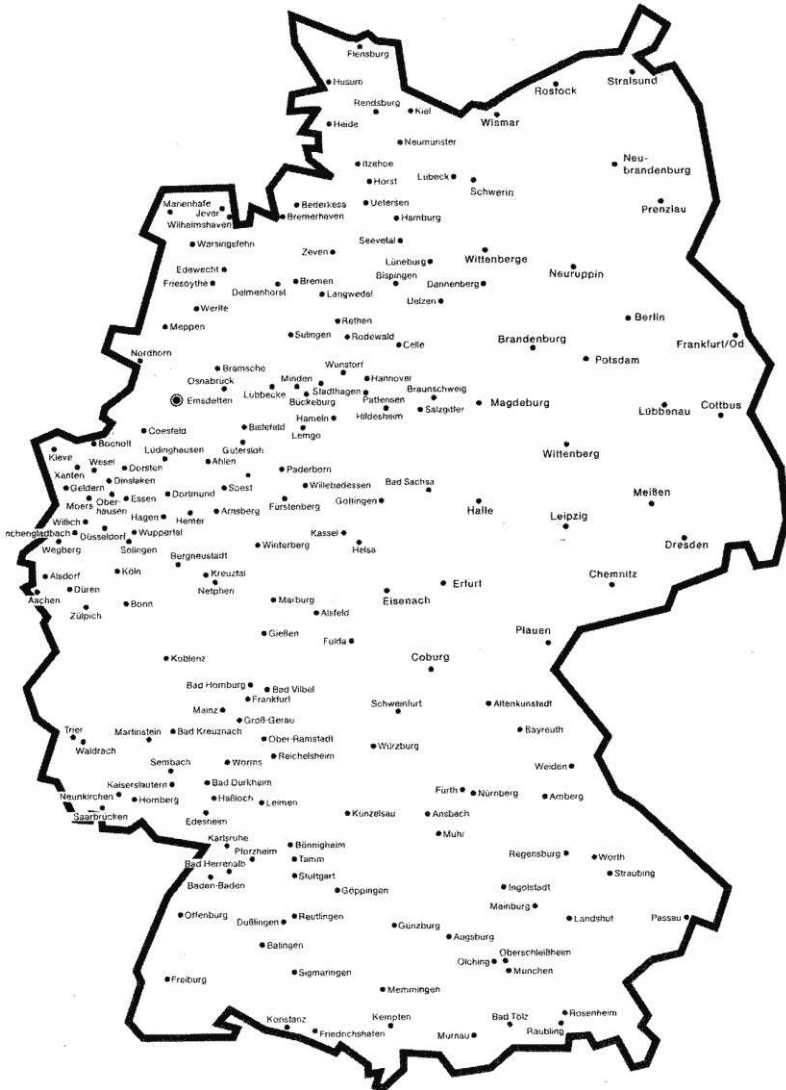 Flensburg
Stralsund
Husum
Rostock
Rendsburg
Kiel
Wismar
Heide
Neumünster
Itzehoe
Neu-
brandenburg
Horst
Lübeck
Schwerin
Marienhafe
Jever
Bederkesa
Uetersen
Prenzlau
Wilhelmshaven
Bremerhaven
Hamburg
Warsingsfehn
Seevetal
Zeven
Wittenberge
Lüneburg
Edewecht
Neuruppin
Friesoythe
Delmenhorst
Bremen
Bispingen
Dannenberg
Langwedel
Uelzen
Werlte
Berlin
Meppen
Rethen
Sulingen
Rodewald
Frankfurt/Od
Celle
Brandenburg
Nordhorn
Potsdam
Bramsche
Wunstorf
Osnabrück
Minden
Hannover
Lübbecke
Stadthagen
Braunschweig
Emsdetten
Bückeburg
Pattensen
Magdeburg
Lübbenau
Cottbus
Hildesheim
Salzgitter
Hameln
Coesfeld
Bielefeld
Lemgo
Bocholt
Gütersloh
Wittenberg
Kleve
Lüdinghausen
Ahlen
Wesel
Dorsten
Paderborn
Xanten
Dinslaken
Geldern
Soest
Willebadessen
Bad Sachsa
Moers
Ober-
hausen
Essen
Dortmund
Fürstenberg
Göttingen
Halle
Meißen
Willich
Hagen
Hemer
Arnsberg
Leipzig
nchengladbach
Düsseldorf
Wuppertal
Kassel
Wegberg
Solingen
Winterberg
Helsa
Dresden
Bergneustadt
Alsdorf
Köln
Kreuztal
Netphen
Erfurt
Chemnitz
Aachen
Düren
Eisenach
Zülpich
Bonn
Marburg
Alsfeld
Gießen
Fulda
Plauen
Koblenz
Coburg
Bad Homburg
Bad Vilbel
Frankfurt
Mainz
Schweinfurt
Altenkunstadt
Groß-Gerau
Trier
Martinstein
Bad Kreuznach
Bayreuth
Waldrach
Ober-Ramstadt
Würzburg
Reichelsheim
Sembach
Worms
Weiden
Kaiserslautern
Bad Dürkheim
Neunkirchen
Homberg
Haßloch
Leimen
Fürth
Nürnberg
Amberg
Saarbrücken
Edesheim
Künzelsau
Ansbach
Karlsruhe
Muhr
Pforzheim
Bönnigheim
Bad Herrenalb
Tamm
Regensburg
Wörth
Baden-Baden
Stuttgart
Straubing
Göppingen
Ingolstadt
Mainburg
Offenburg
Reutlingen
Landshut
Passau
Dußlingen
Günzburg
Augsburg
Balingen
Oberschleißheim
Olching
München
Freiburg
Sigmaringen
Memmingen
Rosenheim
Konstanz
Kempten
Bad Tölz
Friedrichshafen
Murnau
Raubling